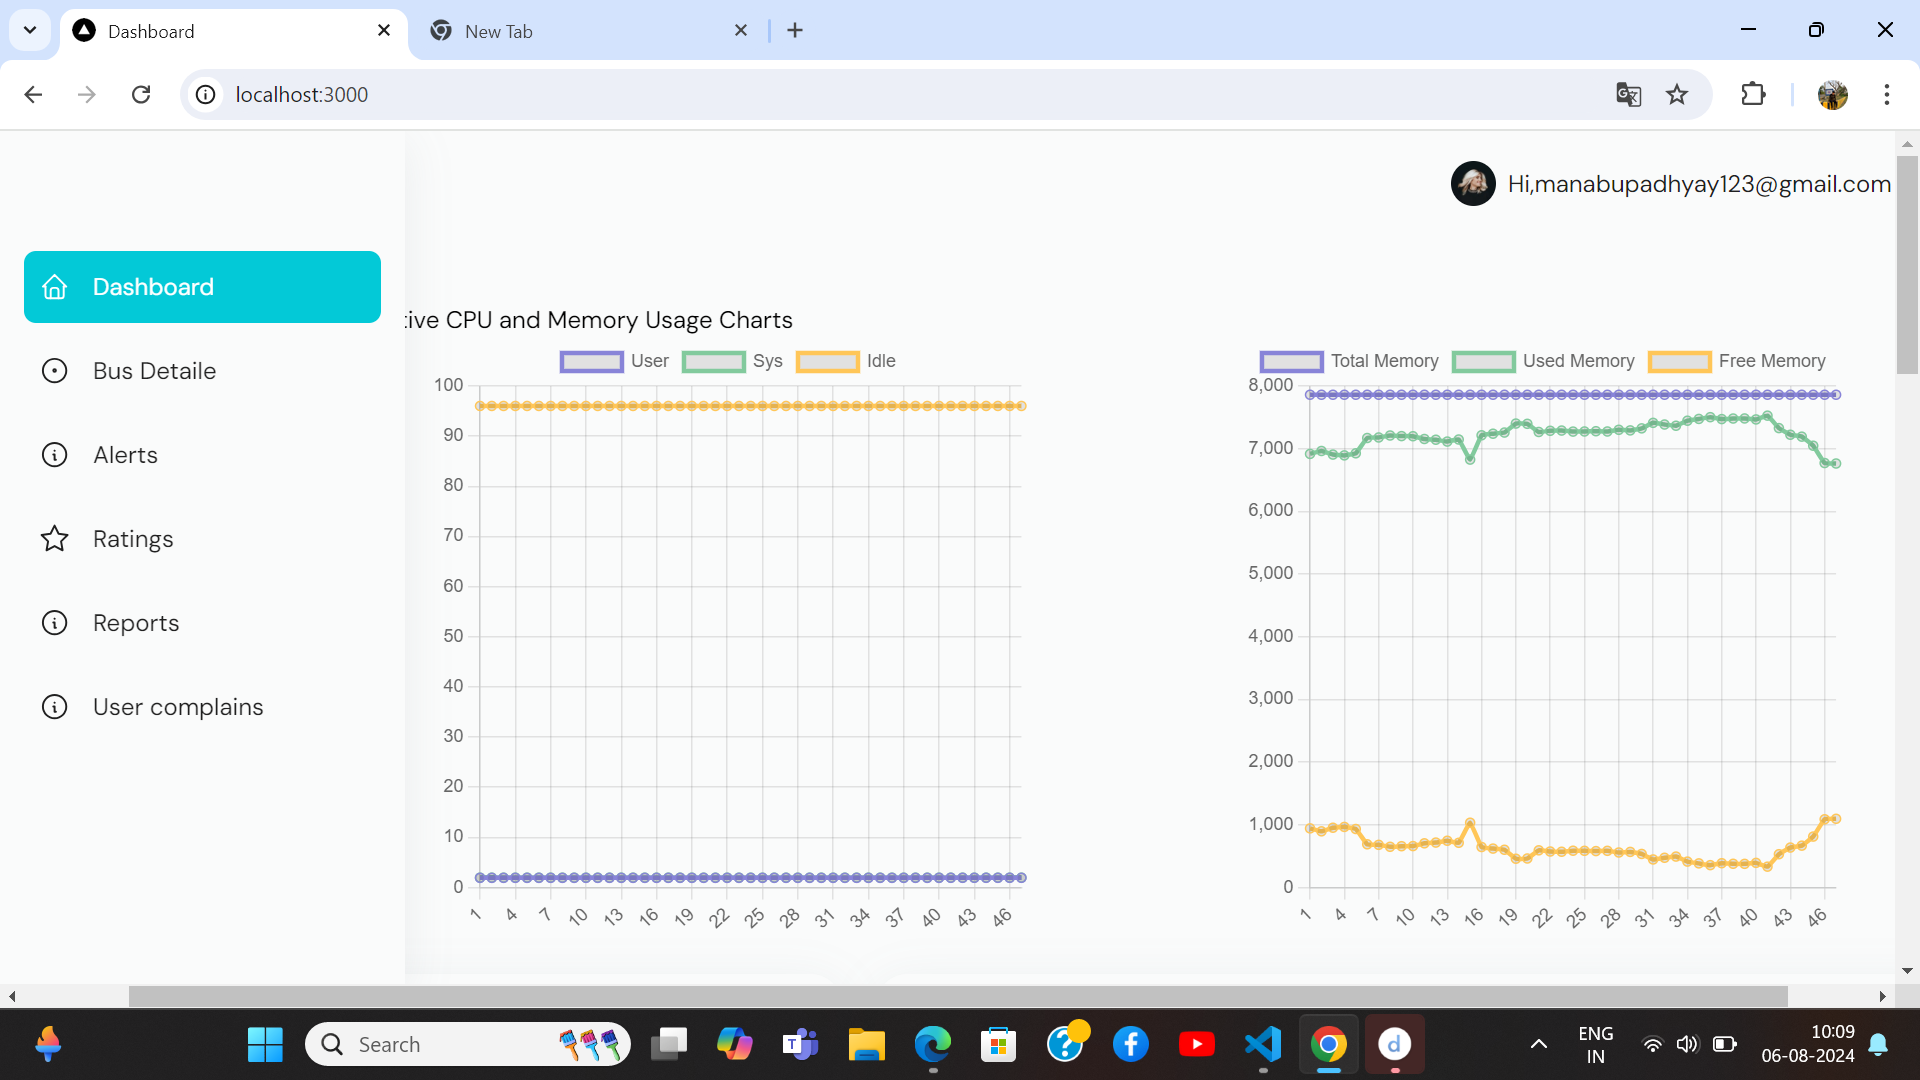 Dashboard
New Tab
localhost:3000
Hi,manabupadhyay123@gmail.com
Dashboard
Bus Detaile
Alerts
Ratings
Reports
User complains
tive CPU and Memory Usage Charts
User Sys Idle
100
90
80
70
60
50
40
30
20
10
0
1 4 7 10 13 16 19 22 25 28 31 34 37 40 43 46
Total Memory Used Memory Free Memory
8,000
7,000
6,000
5,000
4,000
3,000
2,000
1,000
0
1 4 7 10 13 16 19 22 25 28 31 34 37 40 43 46
Search
T
?
d
ENG
IN
10:09
06-08-2024